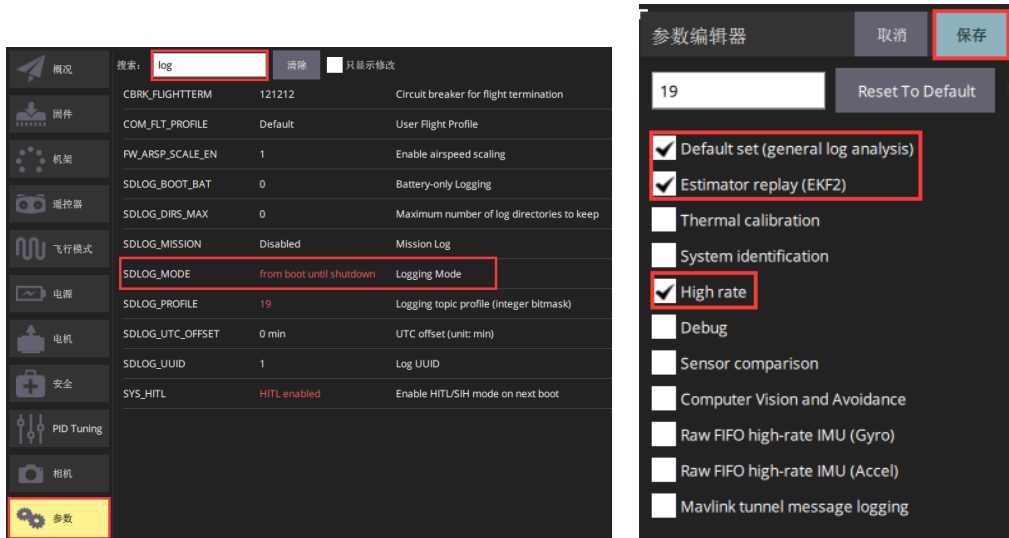 搜索： log 清除 只显示修改
概况
固件
机架
遥控器
飞行模式
电源
电机
安全
PID Tuning
相机
参数
CBRK_FLIGHTTERM 121212 Circuit breaker for flight termination
COM_FLT_PROFILE Default User Flight Profile
FW_ARSP_SCALE_EN 1 Enable airspeed scaling
SDLOG_BOOT_BAT 0 Battery-only Logging
SDLOG_DIRS_MAX 0 Maximum number of log directories to keep
SDLOG_MISSION Disabled Mission Log
SDLOG_MODE from boot until shutdown Logging Mode
SDLOG_PROFILE 19 Logging topic profile (integer bitmask)
SDLOG_UTC_OFFSET 0 min UTC offset (unit: min)
SDLOG_UUID 1 Log UUID
SYS_HITL HITL enabled Enable HITL/SIH mode on next boot
参数编辑器 取消 保存
19 Reset To Default
Default set (general log analysis)
Estimator replay (EKF2)
Thermal calibration
System identification
High rate
Debug
Sensor comparison
Computer Vision and Avoidance
Raw FIFO high-rate IMU (Gyro)
Raw FIFO high-rate IMU (Accel)
Mavlink tunnel message logging